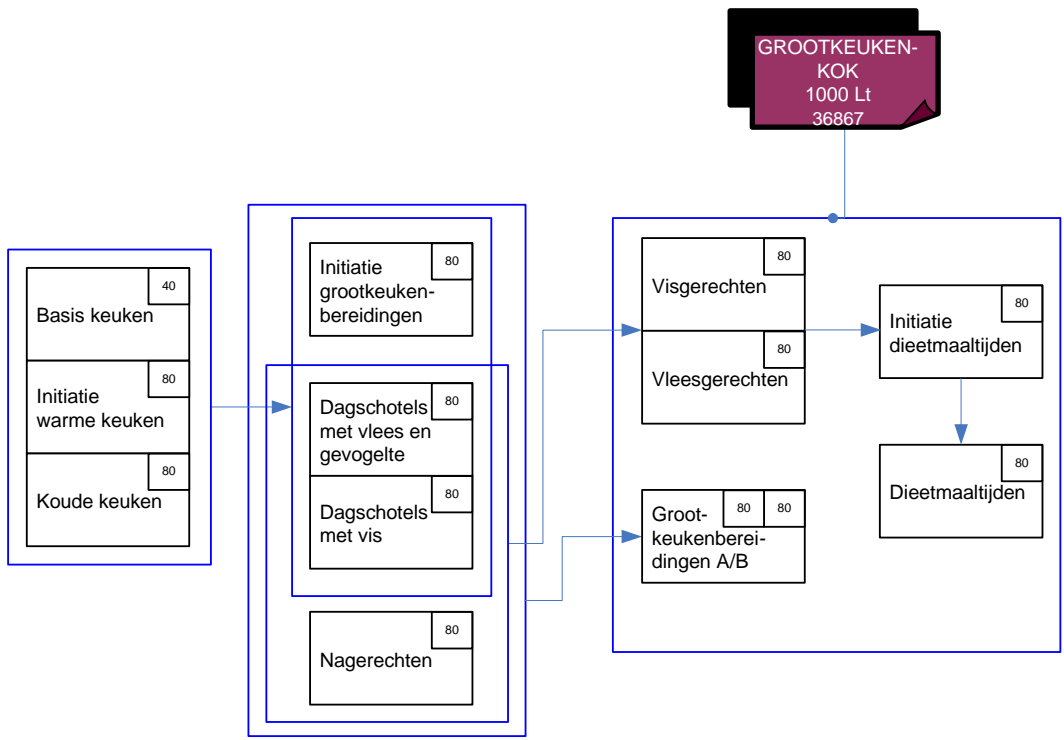 GROOTKEUKEN-
KOK
1000 Lt
36867
40
Basis keuken
80
Initiatie
warme keuken
80
Koude keuken
80
Initiatie
grootkeuken-
bereidingen
80
Dagschotels
met vlees en
gevogelte
80
Dagschotels
met vis
80
Nagerechten
80
Visgerechten
80
Vleesgerechten
80 80
Groot-
keukenberei-
dingen A/B
80
Initiatie
dieetmaaltijden
80
Dieetmaaltijden